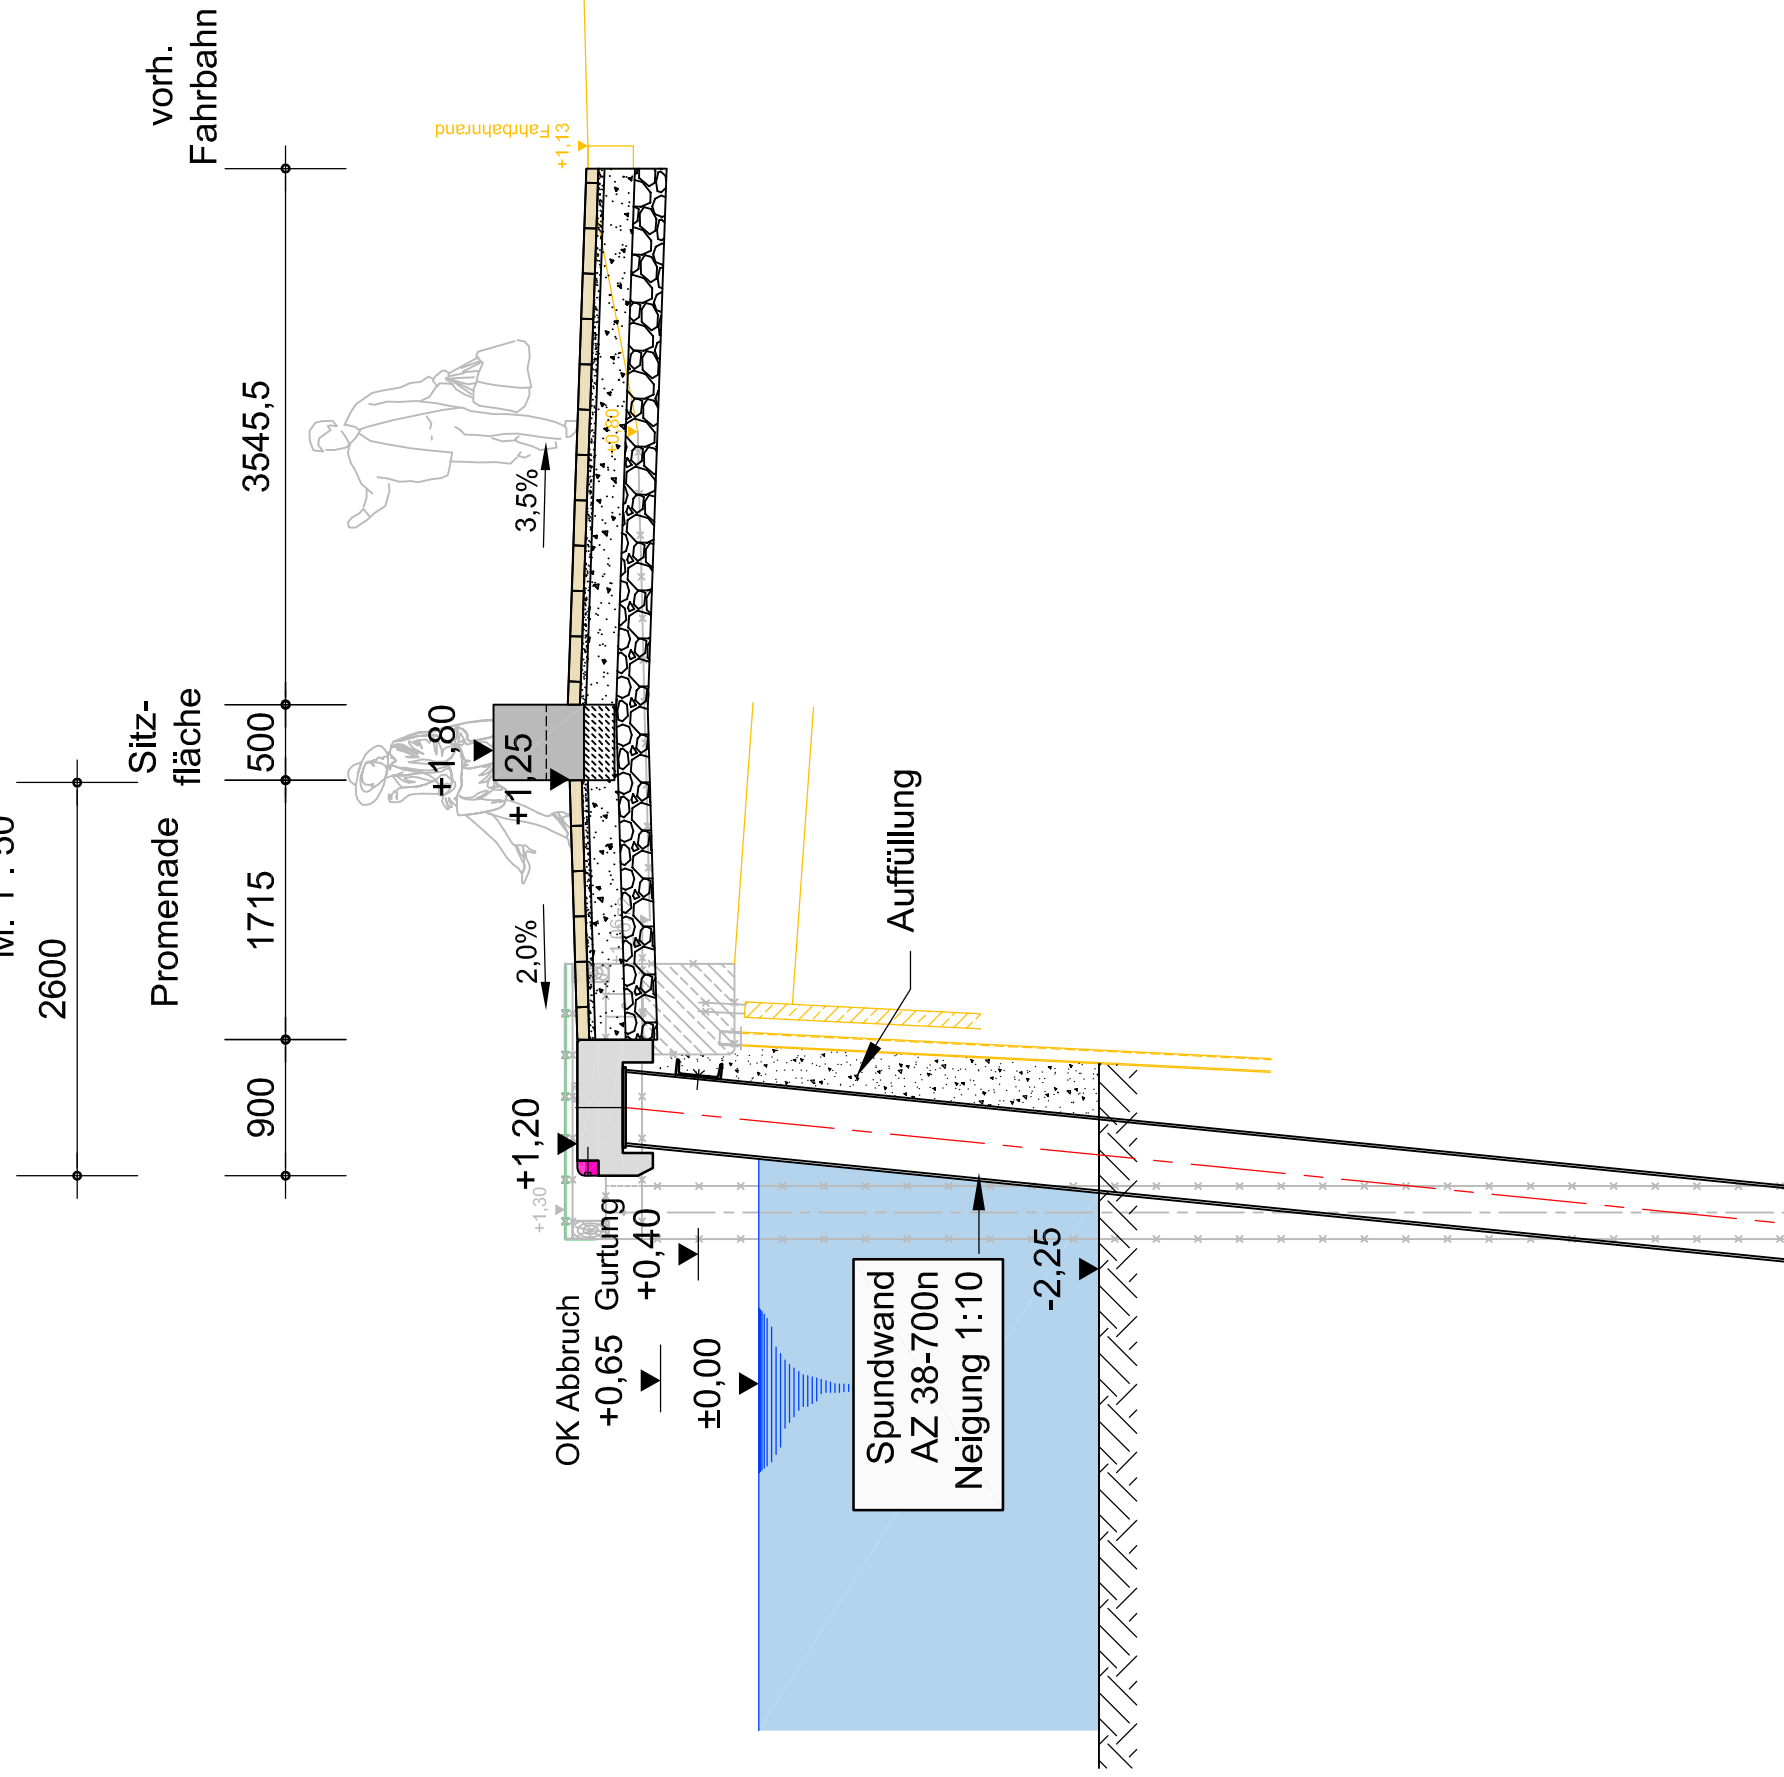 M. 1 : 50
2600
vorh.
Fahrbahn
Sitz-
fläche
Promenade
900
1715
500
3545,5
Fahrbahnrand
+1,13
+0,80
3,5%
2,0%
+1,80
+1,25
+1,20
+1,30
OK Abbruch
+0,65
Gurtung
+0,40
±0,00
-2,25
Auffüllung
Spundwand
AZ 38-700n
Neigung 1:10